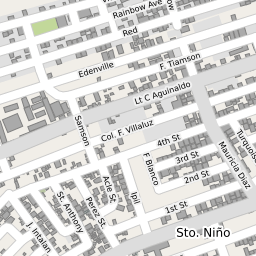 Rainbow Ave
Red
Edenville
F. Tiamson
Lt C Aguinaldo
Samson
Col. F. Villaluz
4th St
3rd St
2nd St
1st St
F Blanco
Mauricia Diaz
Turquoise
Acle St
Ipil
Perez St.
St. Anthony
Intalan
Sto. Niño